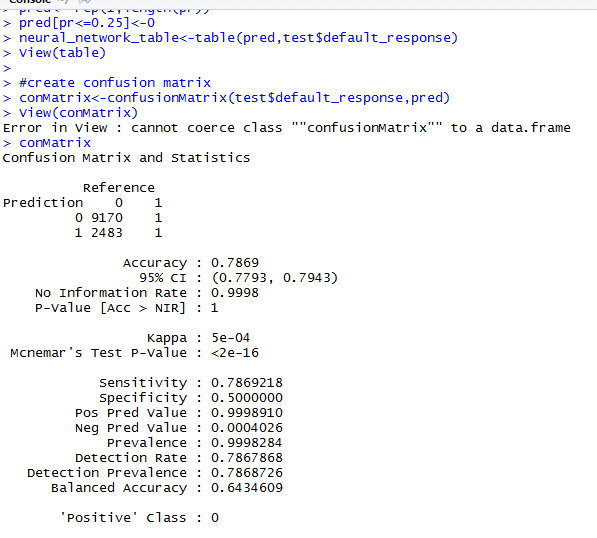 Console
> pred<-rep(1,length(pr))
> pred[pr<=0.25]<-0
> neural_network_table<-table(pred,test$default_response)
> View(table)
>
> #create confusion matrix
> conMatrix<-confusionMatrix(test$default_response,pred)
> View(conMatrix)
Error in View : cannot coerce class ""confusionMatrix"" to a data.frame
> conMatrix
Confusion Matrix and Statistics
Reference
Prediction 0 1
0 9170 1
1 2483 1
Accuracy : 0.7869
95% CI : (0.7793, 0.7943)
No Information Rate : 0.9998
P-Value [Acc > NIR] : 1
Kappa : 5e-04
Mcnemar's Test P-Value : <2e-16
Sensitivity : 0.7869218
Specificity : 0.5000000
Pos Pred Value : 0.9998910
Neg Pred Value : 0.0004026
Prevalence : 0.9998284
Detection Rate : 0.7867868
Detection Prevalence : 0.7868726
Balanced Accuracy : 0.6434609
'Positive' Class : 0